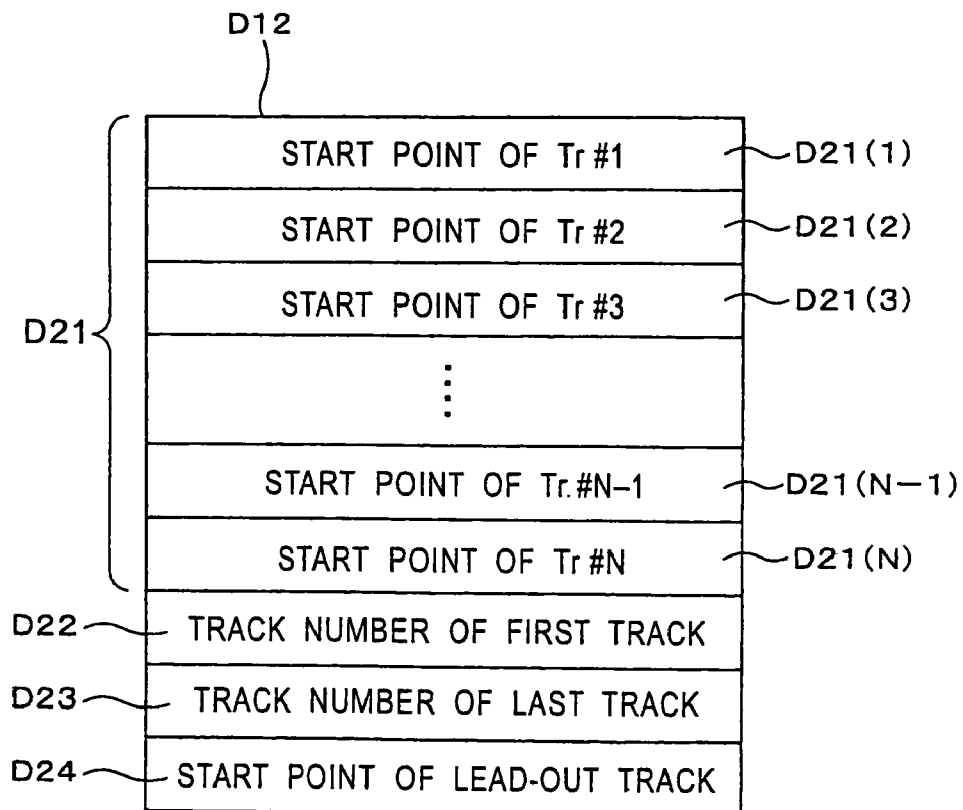 D12
START POINT OF Tr #1 D21(1)
START POINT OF Tr #2 D21(2)
START POINT OF Tr #3 D21(3)
D21
START POINT OF Tr. #N–1 D21(N−1)
START POINT OF Tr #N D21(N)
D22 TRACK NUMBER OF FIRST TRACK
D23 TRACK NUMBER OF LAST TRACK
D24 START POINT OF LEAD-OUT TRACK